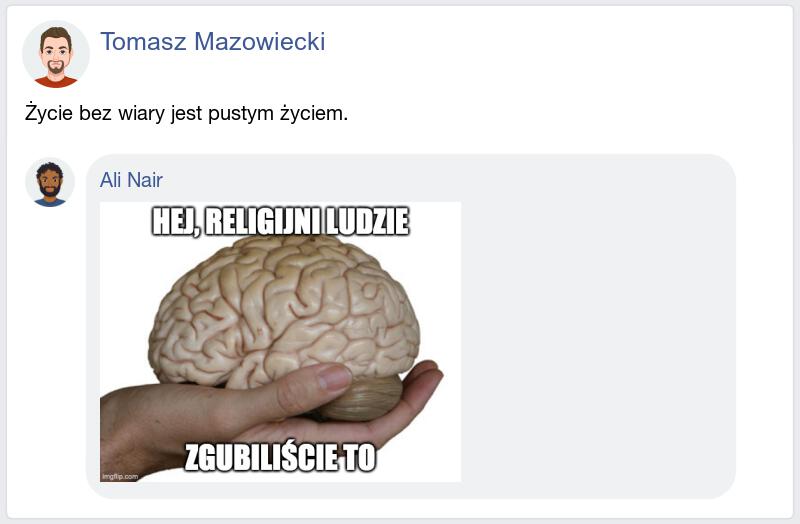 Tomasz Mazowiecki
Życie bez wiary jest pustym życiem.
Ali Nair
HEJ, RELIGIJNI LUDZIE
ZGUBILIŚCIE TO
imgflip.com